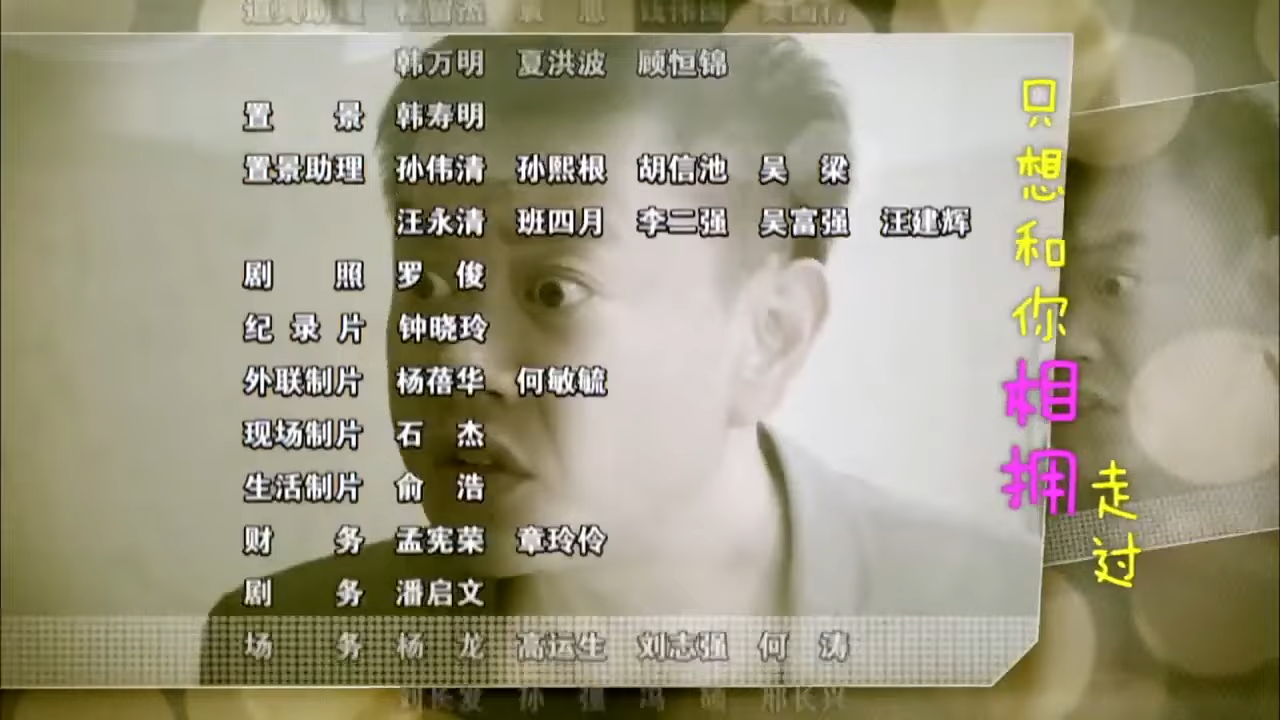 韩万明 夏洪波 顾恒锦
置 景 韩寿明
置景助理 孙伟清 孙熙根 胡信池 吴 梁
汪永清 班四月 李二强 吴富强 汪建辉
剧 照 罗 俊
纪 录 片 钟晓玲
外联制片 杨蓓华 何敏毓
现场制片 石 杰
生活制片 俞 浩
财 务 孟宪荣 章玲伶
剧 务 潘启文
场 务 杨 龙 高运生 刘志强 何 涛
只想和你
相拥
走过